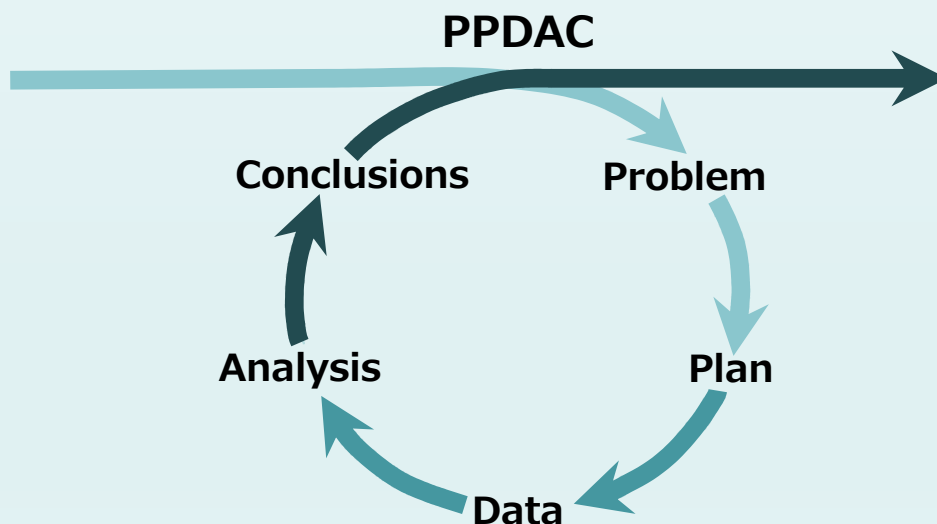 PPDAC
Conclusions
Problem
Analysis
Plan
Data